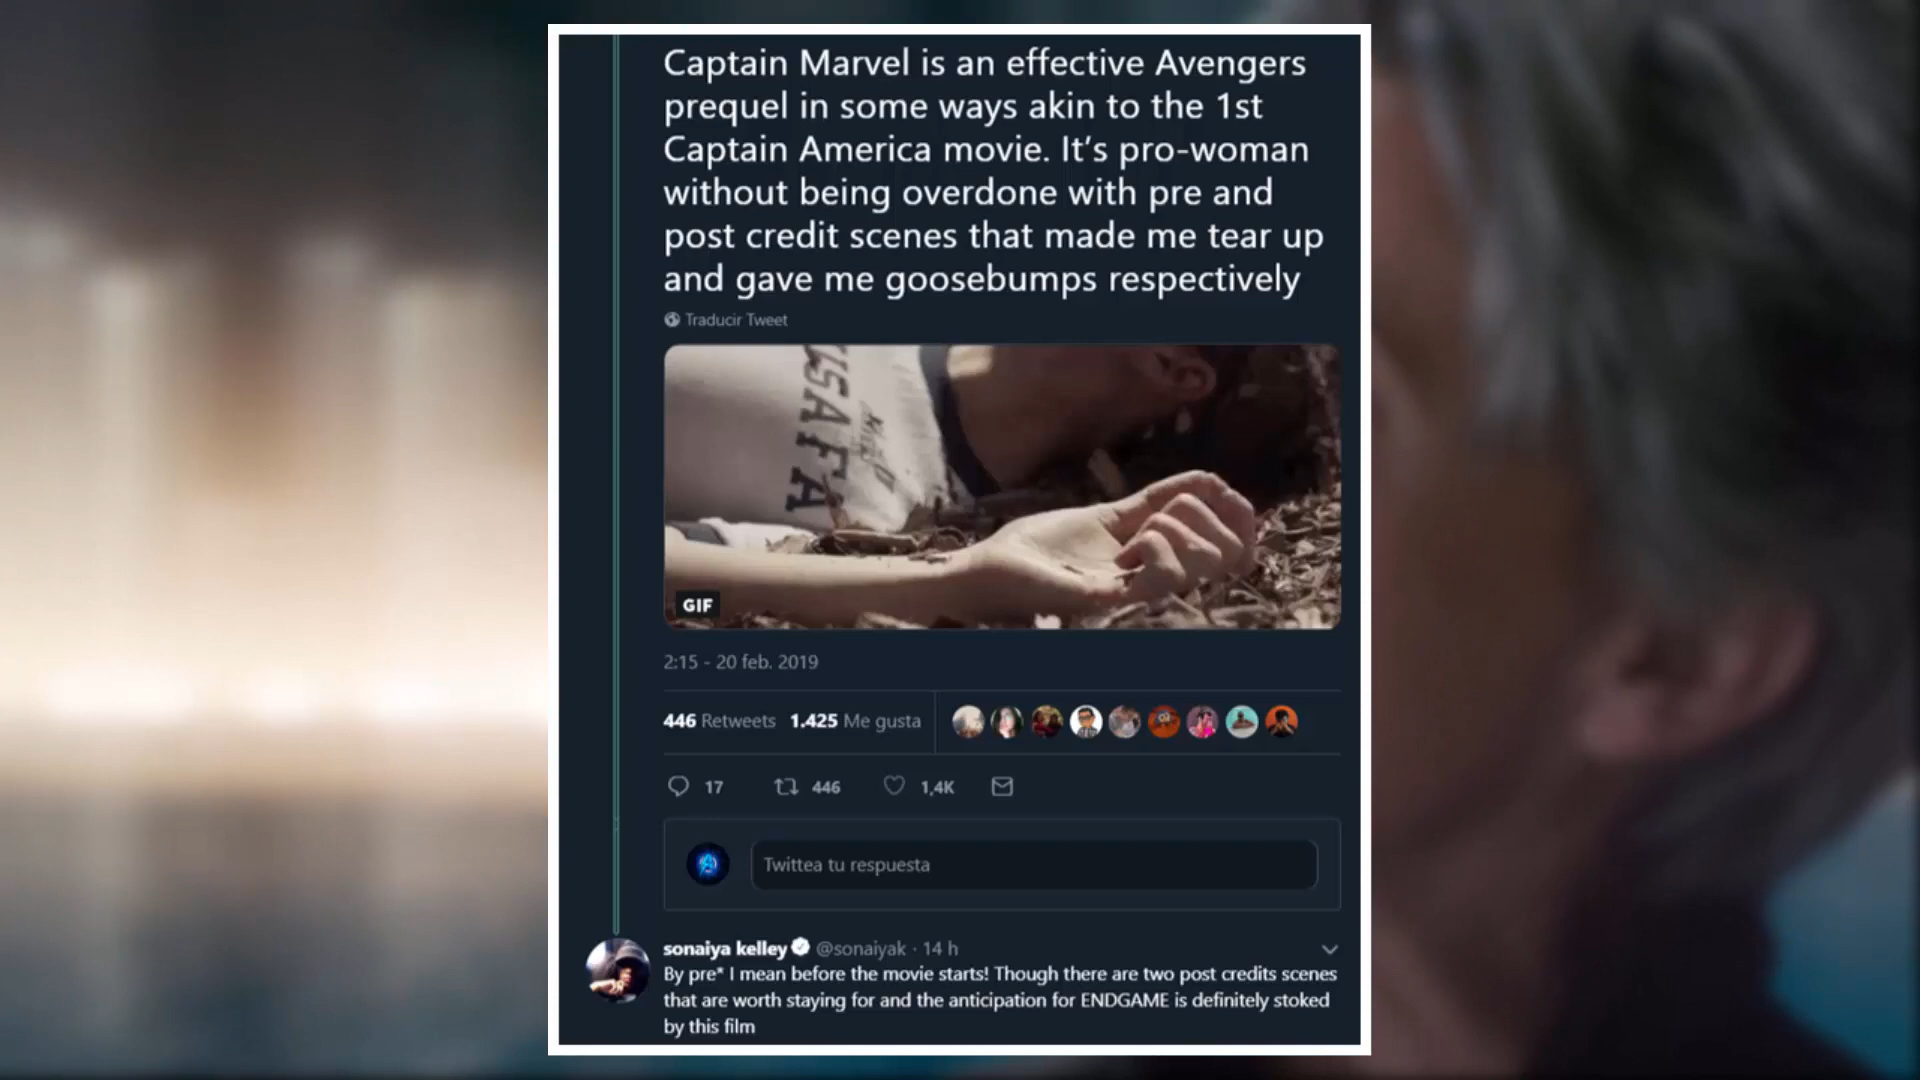 Captain Marvel is an effective Avengers
prequel in some ways akin to the 1st
Captain America movie. It's pro-woman
without being overdone with pre and
post credit scenes that made me tear up
and gave me goosebumps respectively
Traducir Tweet
USAFA
GIF
2:15 - 20 feb. 2019
446 Retweets 1.425 Me gusta
17 446 1,4K
Twittea tu respuesta
sonaiya kelley @sonaiyak · 14 h
By pre* I mean before the movie starts! Though there are two post credits scenes
that are worth staying for and the anticipation for ENDGAME is definitely stoked
by this film